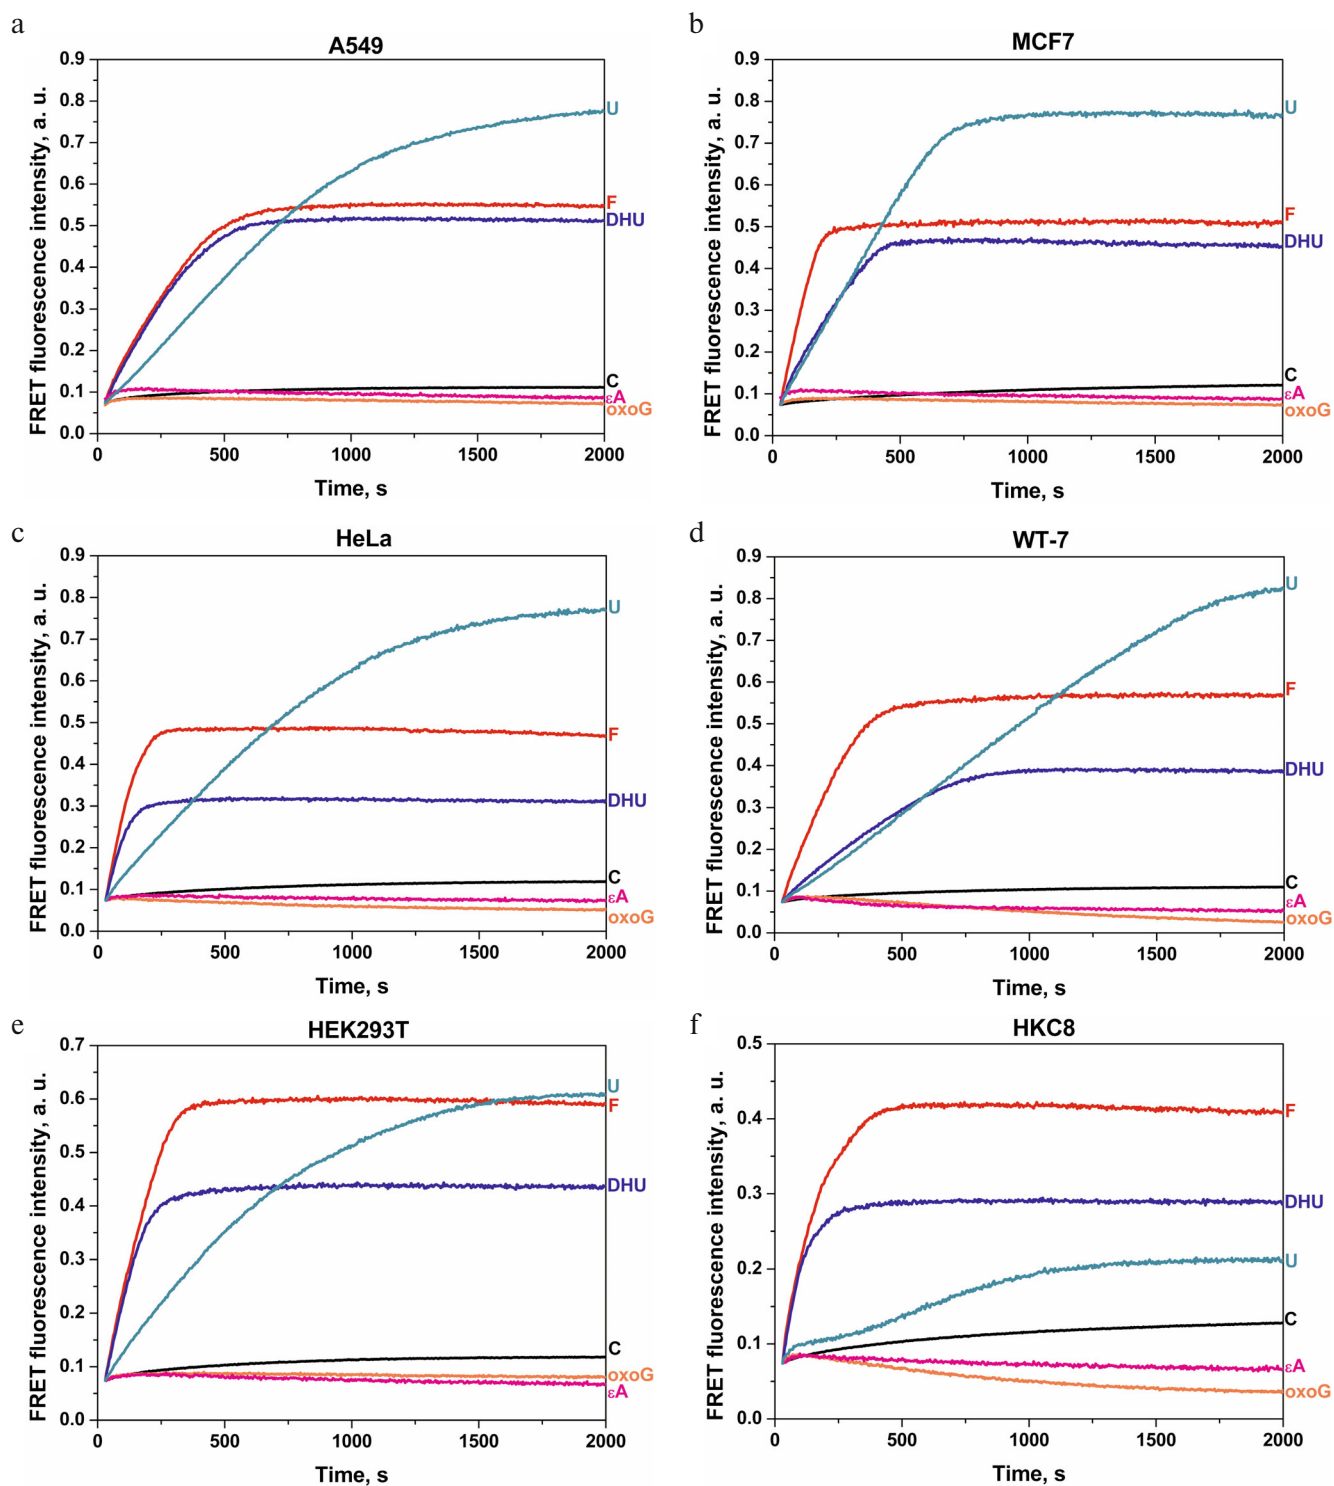 a
A549
FRET fluorescence intensity, a. u.
0.9
0.8
0.7
0.6
0.5
0.4
0.3
0.2
0.1
0.0
U
F
DHU
C
εA
oxoG
0 500 1000 1500 2000
Time, s
b
MCF7
FRET fluorescence intensity, a. u.
0.9
0.8
0.7
0.6
0.5
0.4
0.3
0.2
0.1
0.0
U
F
DHU
C
εA
oxoG
0 500 1000 1500 2000
Time, s
c
HeLa
FRET fluorescence intensity, a. u.
0.9
0.8
0.7
0.6
0.5
0.4
0.3
0.2
0.1
0.0
U
F
DHU
C
εA
oxoG
0 500 1000 1500 2000
Time, s
d
WT-7
FRET fluorescence intensity, a. u.
0.9
0.8
0.7
0.6
0.5
0.4
0.3
0.2
0.1
0.0
U
F
DHU
C
εA
oxoG
0 500 1000 1500 2000
Time, s
e
HEK293T
FRET fluorescence intensity, a. u.
0.7
0.6
0.5
0.4
0.3
0.2
0.1
0.0
U
F
DHU
C
oxoG
εA
0 500 1000 1500 2000
Time, s
f
HKC8
FRET fluorescence intensity, a. u.
0.5
0.4
0.3
0.2
0.1
0.0
F
DHU
U
C
εA
oxoG
0 500 1000 1500 2000
Time, s